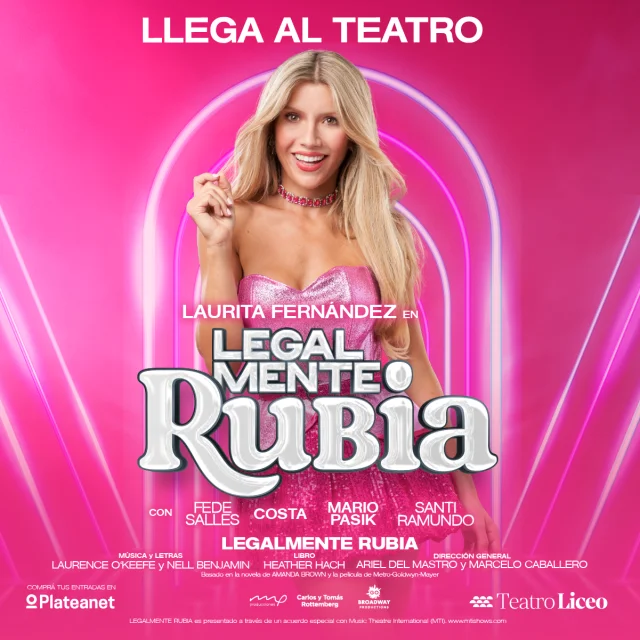 LLEGA AL TEATRO
LAURITA FERNÁNDEZ EN
LEGAL
MENTE
RUBIA
CON FEDE SALLES COSTA MARIO PASIK SANTI RAMUNDO
LEGALMENTE RUBIA
MÚSICA y LETRAS LIBRO DIRECCIÓN GENERAL
LAURENCE O'KEEFE y NELL BENJAMIN HEATHER HACH ARIEL DEL MASTRO y MARCELO CABALLERO
Basado en la novela de AMANDA BROWN y la película de Metro-Goldwyn-Mayer
COMPRÁ TUS ENTRADAS EN
Plateanet
producciones
Carlos y Tomás
Rottemberg
GO
BROADWAY
PRODUCTIONS
Teatro Liceo
LEGALMENTE RUBIA es presentado a través de un acuerdo especial con Music Theatre International (MTI). www.mtishows.com